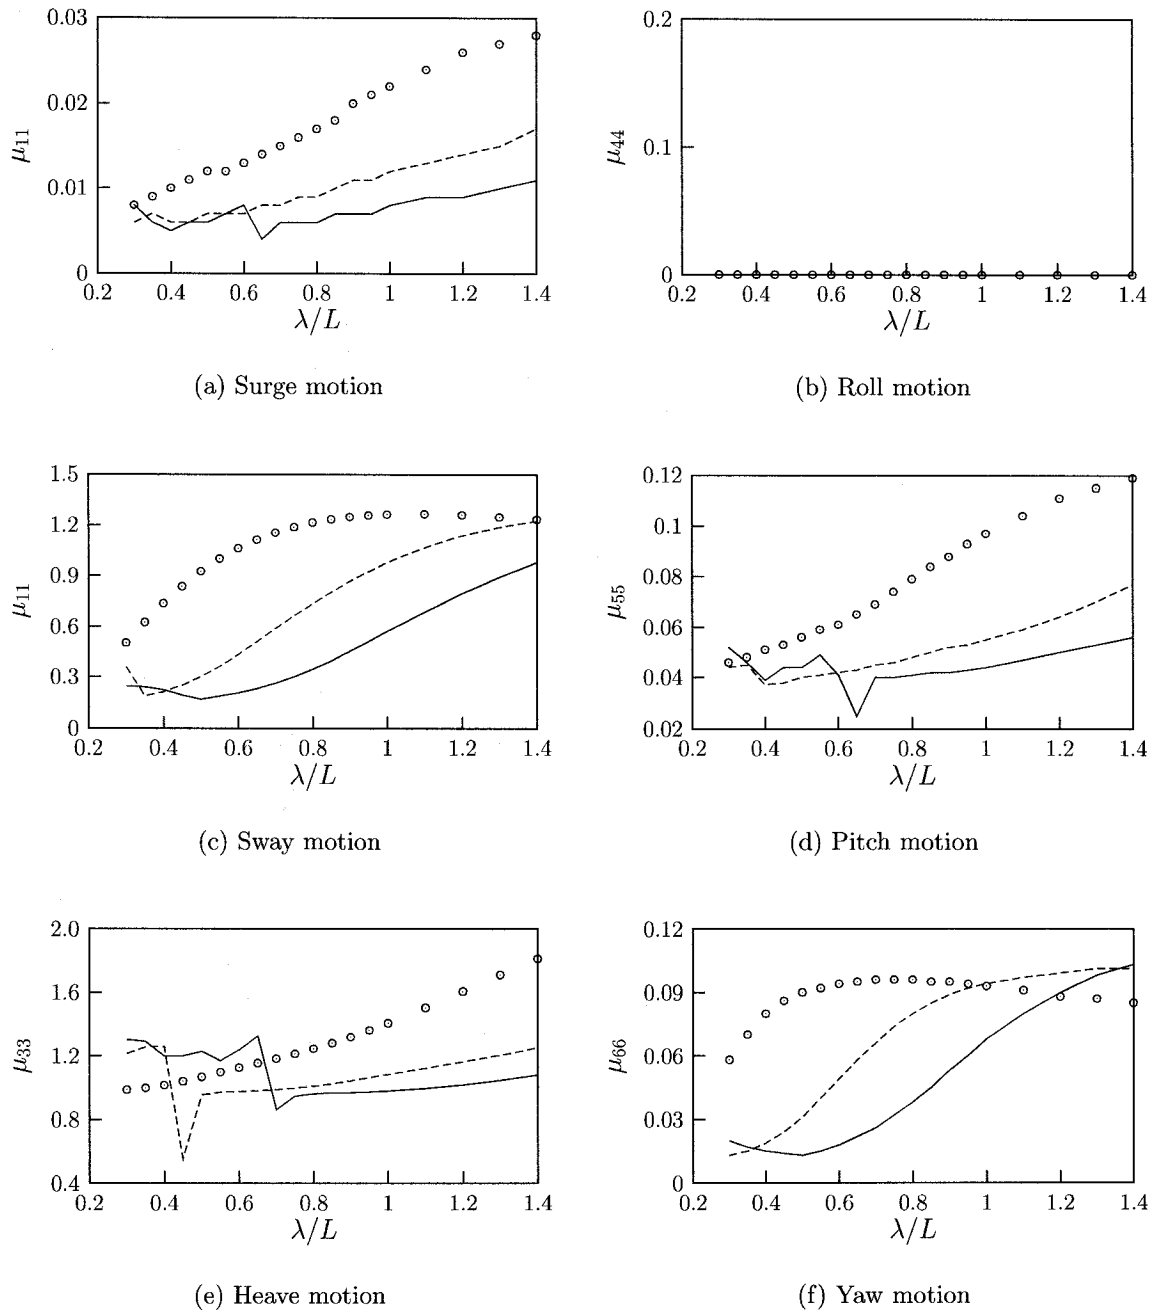 0.03
0.02
0.01
0
μ11
0.2 0.4 0.6 0.8 1 1.2 1.4
λ/L
(a) Surge motion
0.2
0.1
0
μ44
0.2 0.4 0.6 0.8 1 1.2 1.4
λ/L
(b) Roll motion
1.5
1.2
0.9
0.6
0.3
0
μ11
0.2 0.4 0.6 0.8 1 1.2 1.4
λ/L
(c) Sway motion
0.12
0.1
0.08
0.06
0.04
0.02
μ55
0.2 0.4 0.6 0.8 1 1.2 1.4
λ/L
(d) Pitch motion
2.0
1.6
1.2
0.8
0.4
μ33
0.2 0.4 0.6 0.8 1 1.2 1.4
λ/L
(e) Heave motion
0.12
0.09
0.06
0.03
0
μ66
0.2 0.4 0.6 0.8 1 1.2 1.4
λ/L
(f) Yaw motion